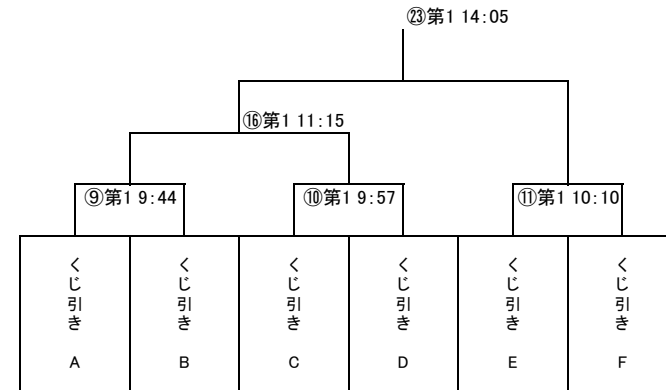 ㉓第1 14:05
⑯第1 11:15
⑨第1 9:44
⑩第1 9:57
⑪第1 10:10
くじ引き A
くじ引き B
くじ引き C
くじ引き D
くじ引き E
くじ引き F